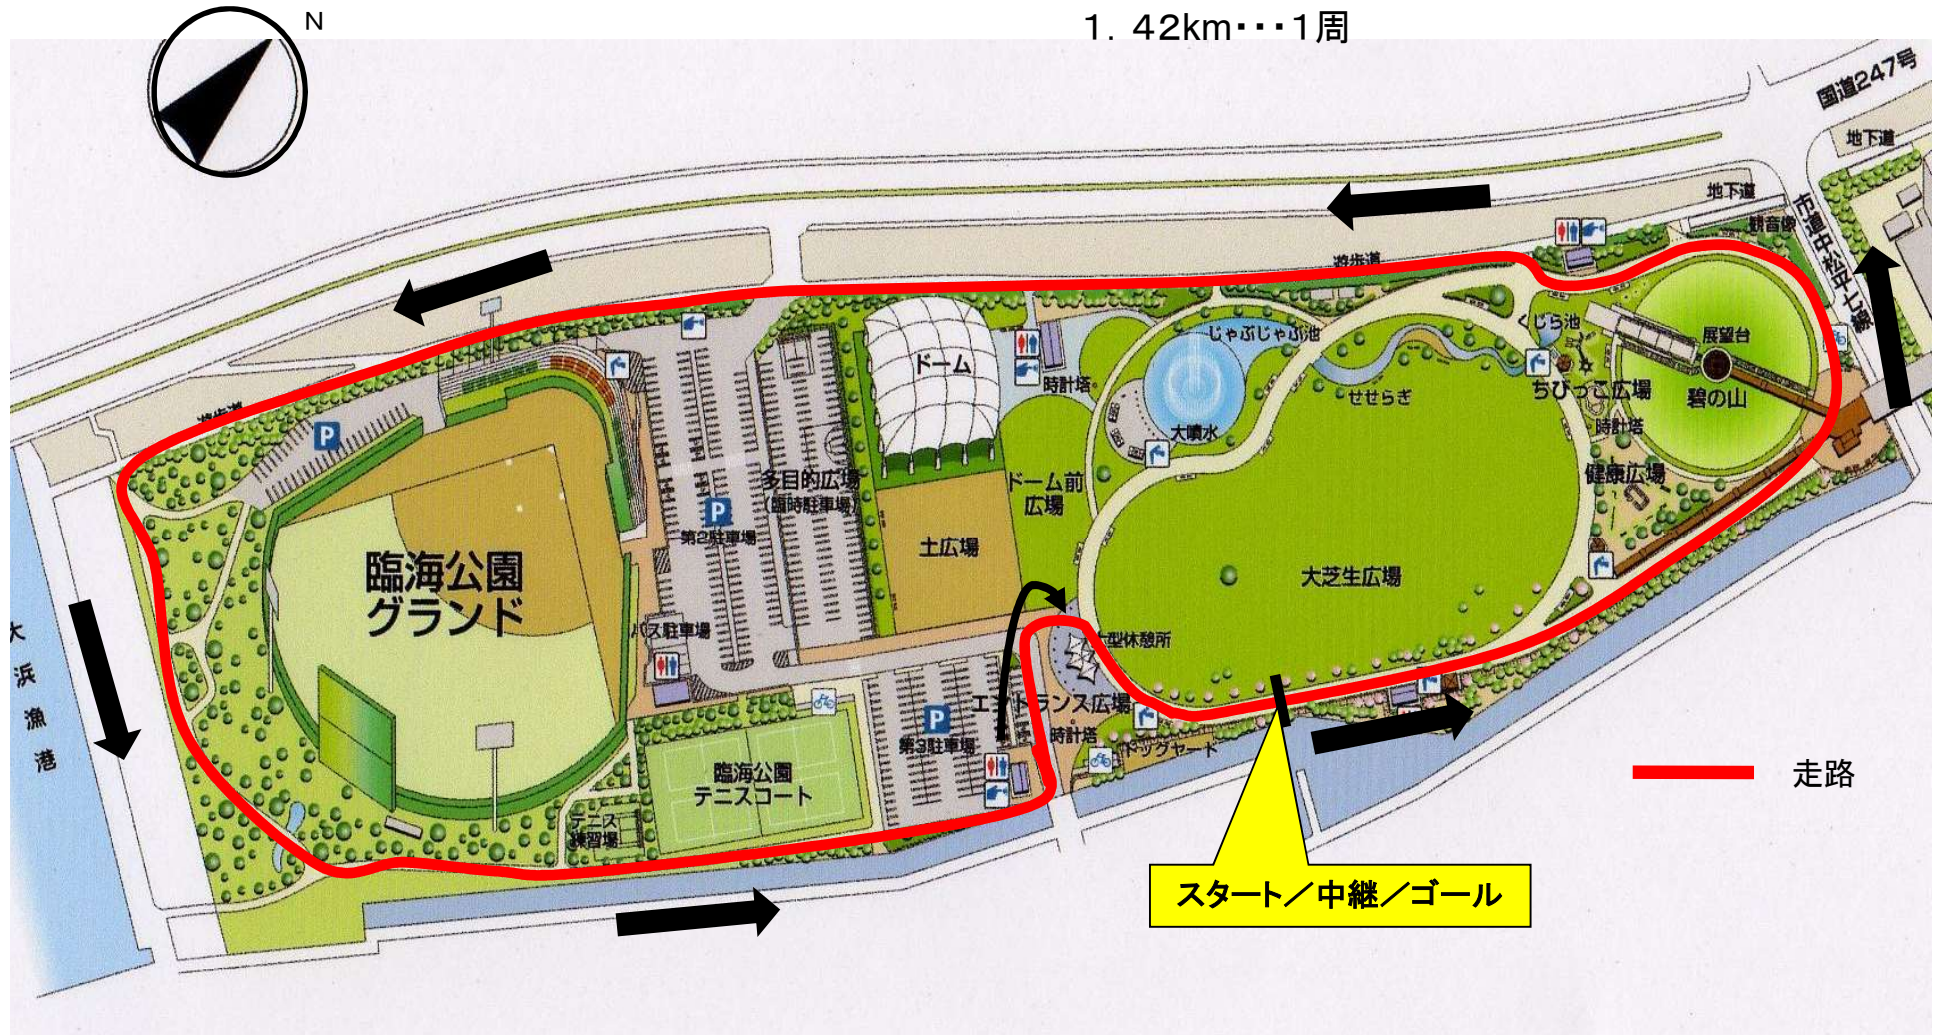 N
1．42km・・・1周
国道247号
地下道
地下道
観音像
市道中松中七線
遊歩道
じゃぶじゃぶ池
くじら池
展望台
ドーム
時計塔
せせらぎ
ちびっこ広場
碧の山
遊歩道
P
大噴水
時計塔
多目的広場
（臨時駐車場）
ドーム前
広場
健康広場
P
第2駐車場
土広場
大芝生広場
臨海公園
グランド
大浜漁港
バス駐車場
大型休憩所
エントランス広場
P
第3駐車場
時計塔
ドッグヤード
臨海公園
テニスコート
テニス
練習場
走路
スタート／中継／ゴール